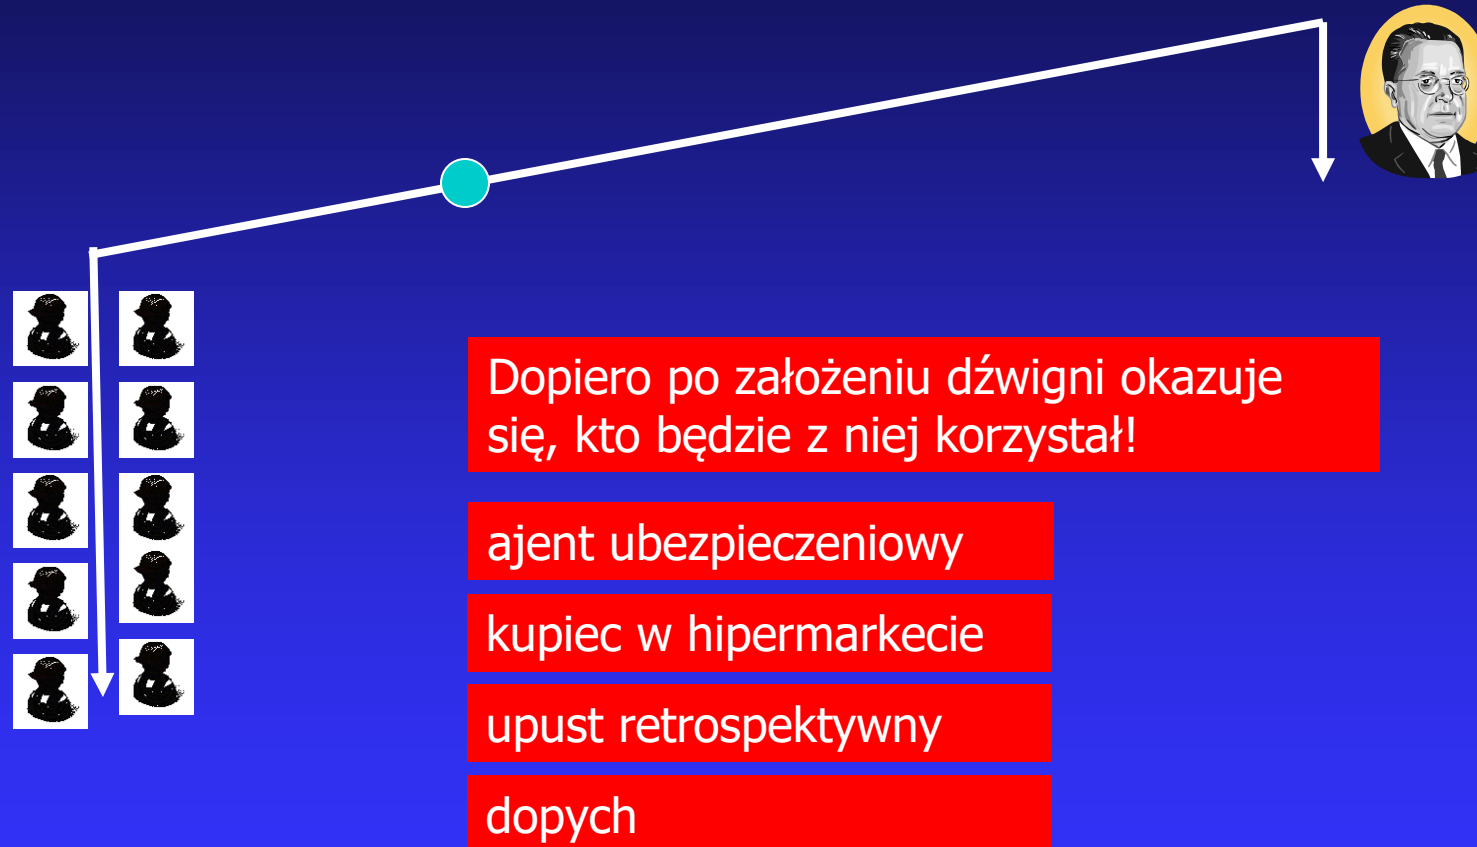 Dopiero po założeniu dźwigni okazuje
się, kto będzie z niej korzystał!
ajent ubezpieczeniowy
kupiec w hipermarkecie
upust retrospektywny
dopych